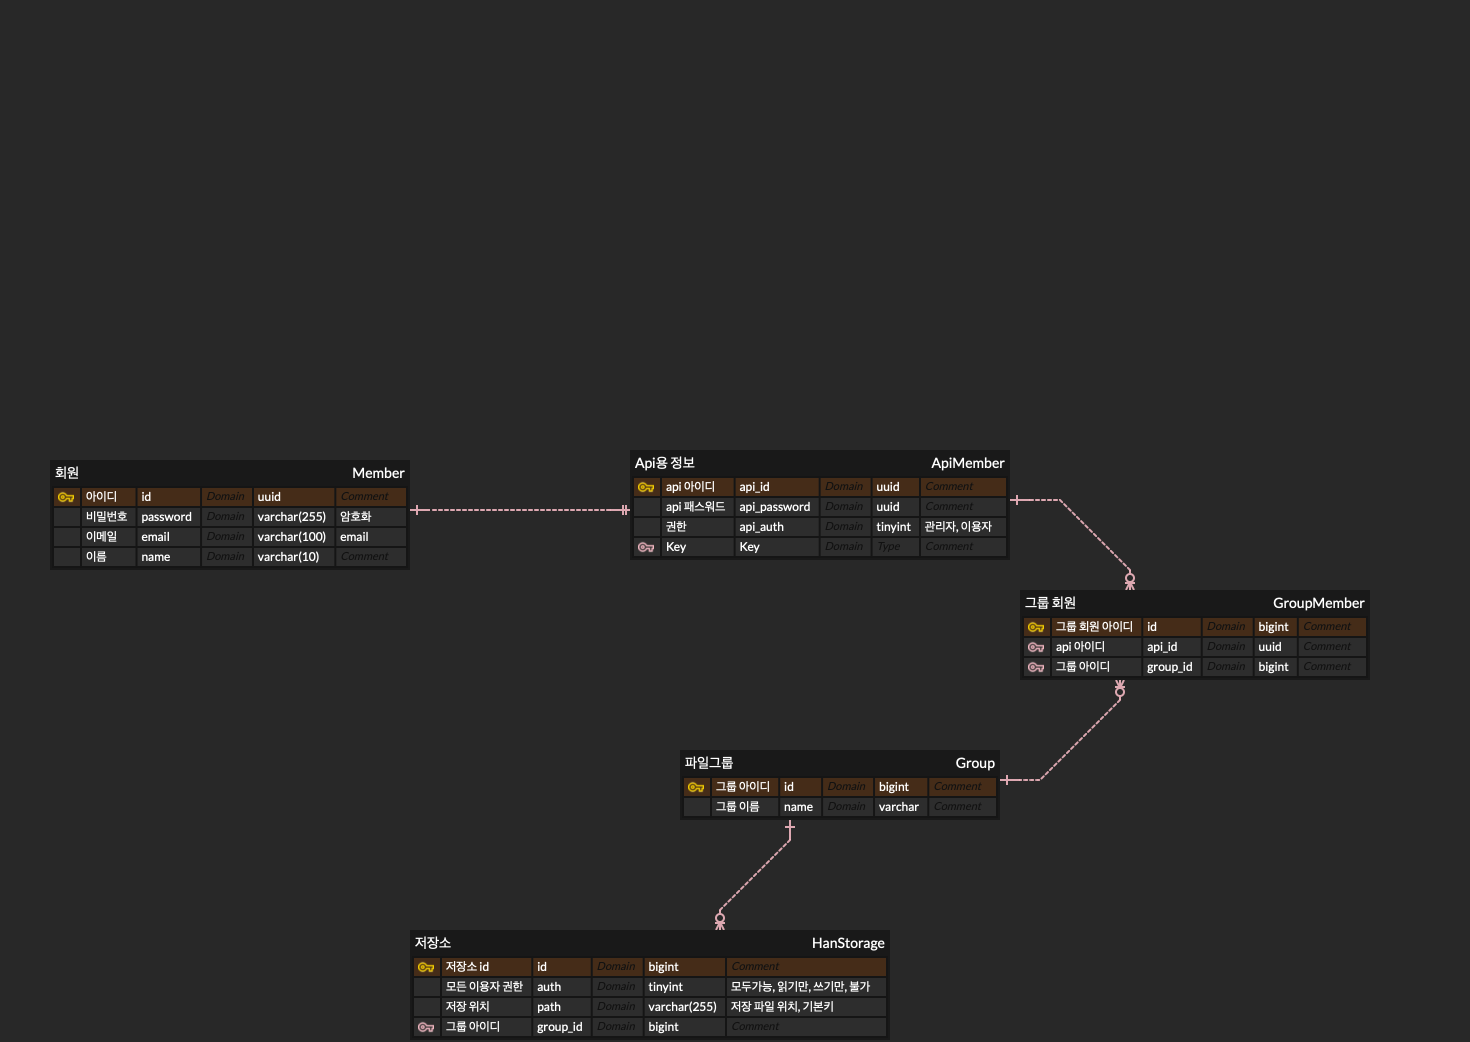 회원 Member
아이디 id Domain uuid Comment
비밀번호 password Domain varchar(255) 암호화
이메일 email Domain varchar(100) email
이름 name Domain varchar(10) Comment
Api용 정보 ApiMember
api 아이디 api_id Domain uuid Comment
api 패스워드 api_password Domain uuid Comment
권한 api_auth Domain tinyint 관리자, 이용자
Key Key Domain Type Comment
그룹 회원 GroupMember
그룹 회원 아이디 id Domain bigint Comment
api 아이디 api_id Domain uuid Comment
그룹 아이디 group_id Domain bigint Comment
파일그룹 Group
그룹 아이디 id Domain bigint Comment
그룹 이름 name Domain varchar Comment
저장소 HanStorage
저장소 id id Domain bigint Comment
모든 이용자 권한 auth Domain tinyint 모두가능, 읽기만, 쓰기만, 불가
저장 위치 path Domain varchar(255) 저장 파일 위치, 기본키
그룹 아이디 group_id Domain bigint Comment